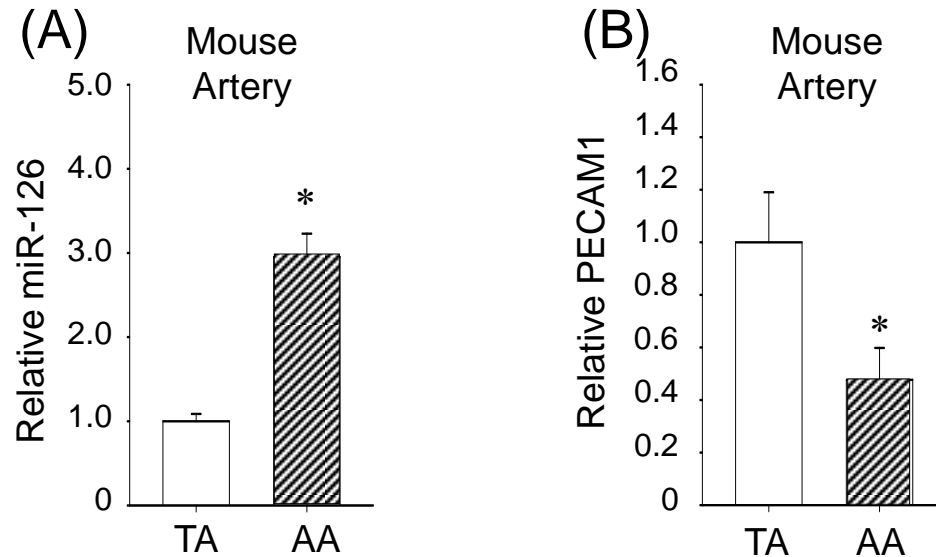 (A)
Mouse
Artery
Relative miR-126
5.0
4.0
3.0
2.0
1.0
0
*
TA
AA
(B)
Mouse
Artery
Relative PECAM1
1.6
1.4
1.2
1.0
0.8
0.6
0.4
0.2
0
*
TA
AA